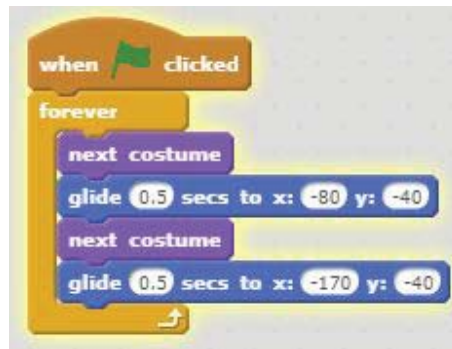 when clicked
forever
next costume
glide 0.5 secs to x: -80 y: -40
next costume
glide 0.5 secs to x: -170 y: -40